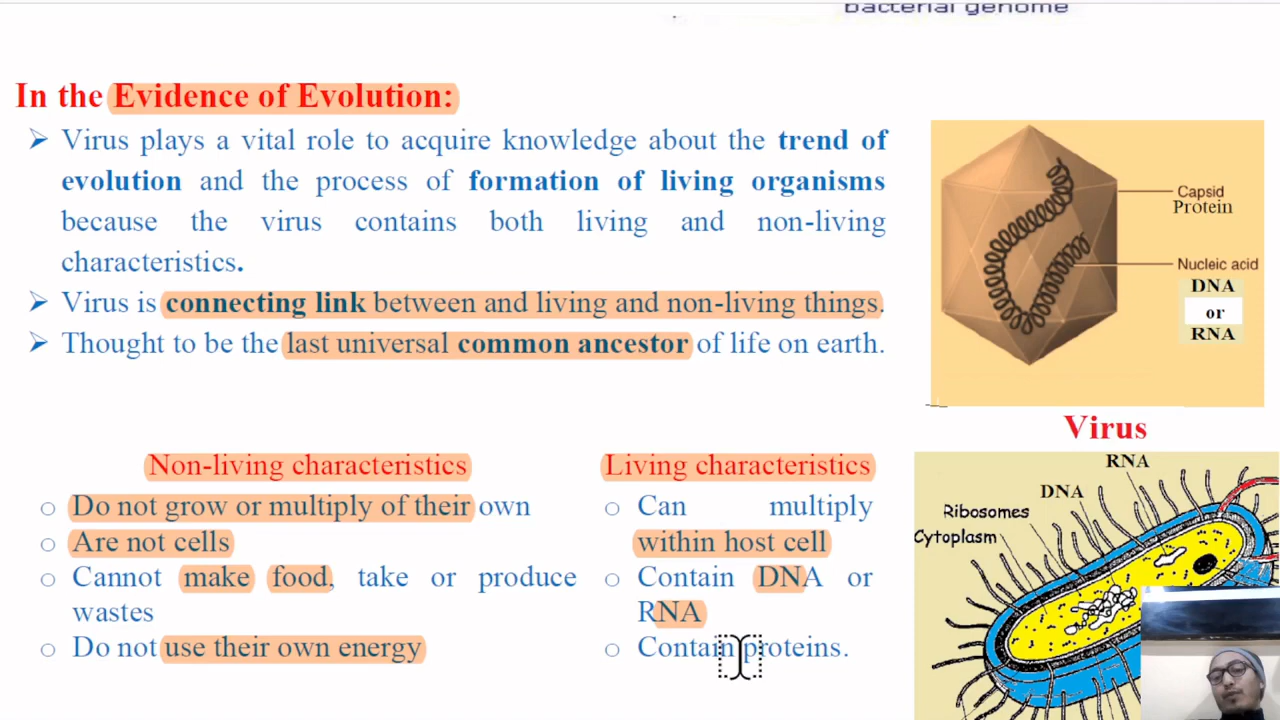 bacterial genome
In the Evidence of Evolution:
Virus plays a vital role to acquire knowledge about the trend of
evolution and the process of formation of living organisms
because the virus contains both living and non-living
characteristics.
Virus is connecting link between and living and non-living things.
Thought to be the last universal common ancestor of life on earth.
Capsid
Protein
Nucleic acid
DNA
or
RNA
Virus
Non-living characteristics
Do not grow or multiply of their own
Are not cells
Cannot make food, take or produce
wastes
Do not use their own energy
Living characteristics
Can multiply
within host cell
Contain DNA or
RNA
Contain proteins.
RNA
DNA
Ribosomes
Cytoplasm